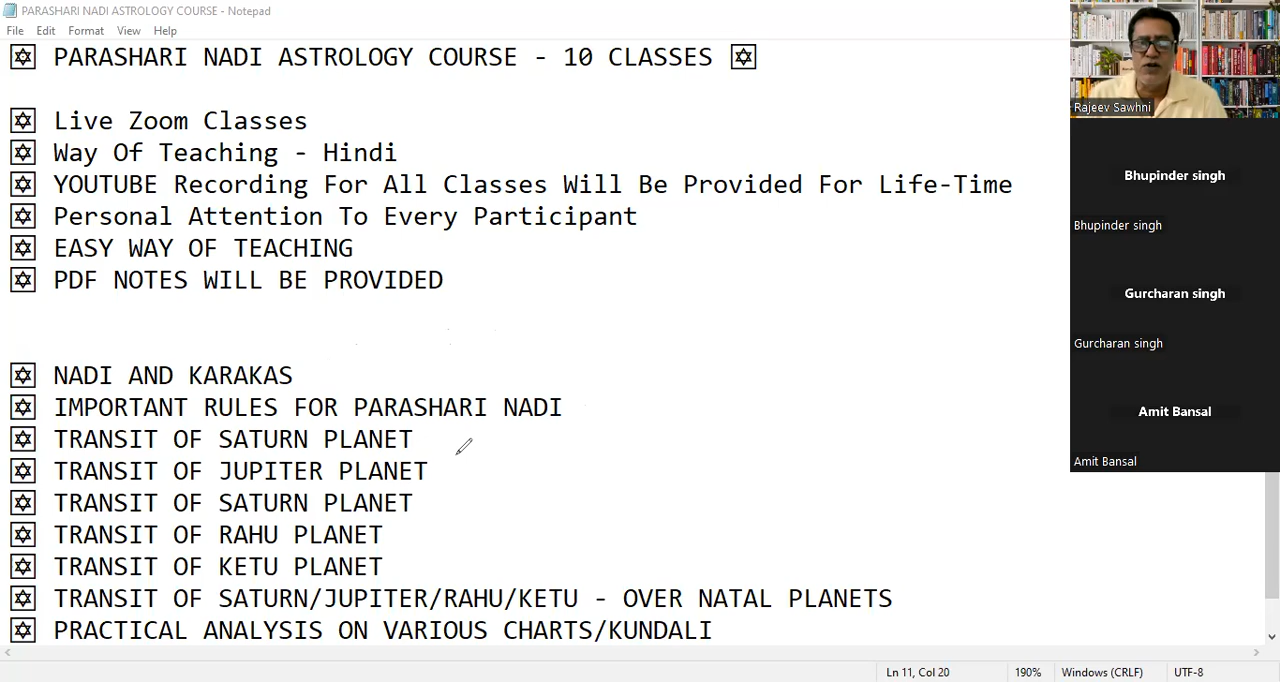 PARASHARI NADI ASTROLOGY COURSE - Notepad
File Edit Format View Help
🔯 PARASHARI NADI ASTROLOGY COURSE - 10 CLASSES 🔯
🔯 Live Zoom Classes
🔯 Way Of Teaching - Hindi
🔯 YOUTUBE Recording For All Classes Will Be Provided For Life-Time
🔯 Personal Attention To Every Participant
🔯 EASY WAY OF TEACHING
🔯 PDF NOTES WILL BE PROVIDED
🔯 NADI AND KARAKAS
🔯 IMPORTANT RULES FOR PARASHARI NADI
🔯 TRANSIT OF SATURN PLANET
🔯 TRANSIT OF JUPITER PLANET
🔯 TRANSIT OF SATURN PLANET
🔯 TRANSIT OF RAHU PLANET
🔯 TRANSIT OF KETU PLANET
🔯 TRANSIT OF SATURN/JUPITER/RAHU/KETU - OVER NATAL PLANETS
🔯 PRACTICAL ANALYSIS ON VARIOUS CHARTS/KUNDALI
Ln 11, Col 20 190% Windows (CRLF) UTF-8
Rajeev Sawhni
Bhupinder singh
Bhupinder singh
Gurcharan singh
Gurcharan singh
Amit Bansal
Amit Bansal